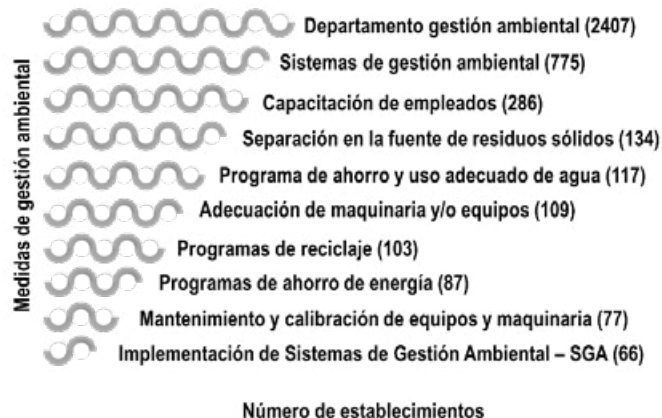 Departamento gestión ambiental (2407)
Sistemas de gestión ambiental (775)
Capacitación de empleados (286)
Separación en la fuente de residuos sólidos (134)
Programa de ahorro y uso adecuado de agua (117)
Adecuación de maquinaria y/o equipos (109)
Programas de reciclaje (103)
Programas de ahorro de energía (87)
Mantenimiento y calibración de equipos y maquinaria (77)
Implementación de Sistemas de Gestión Ambiental – SGA (66)
Medidas de gestión ambiental
Número de establecimientos